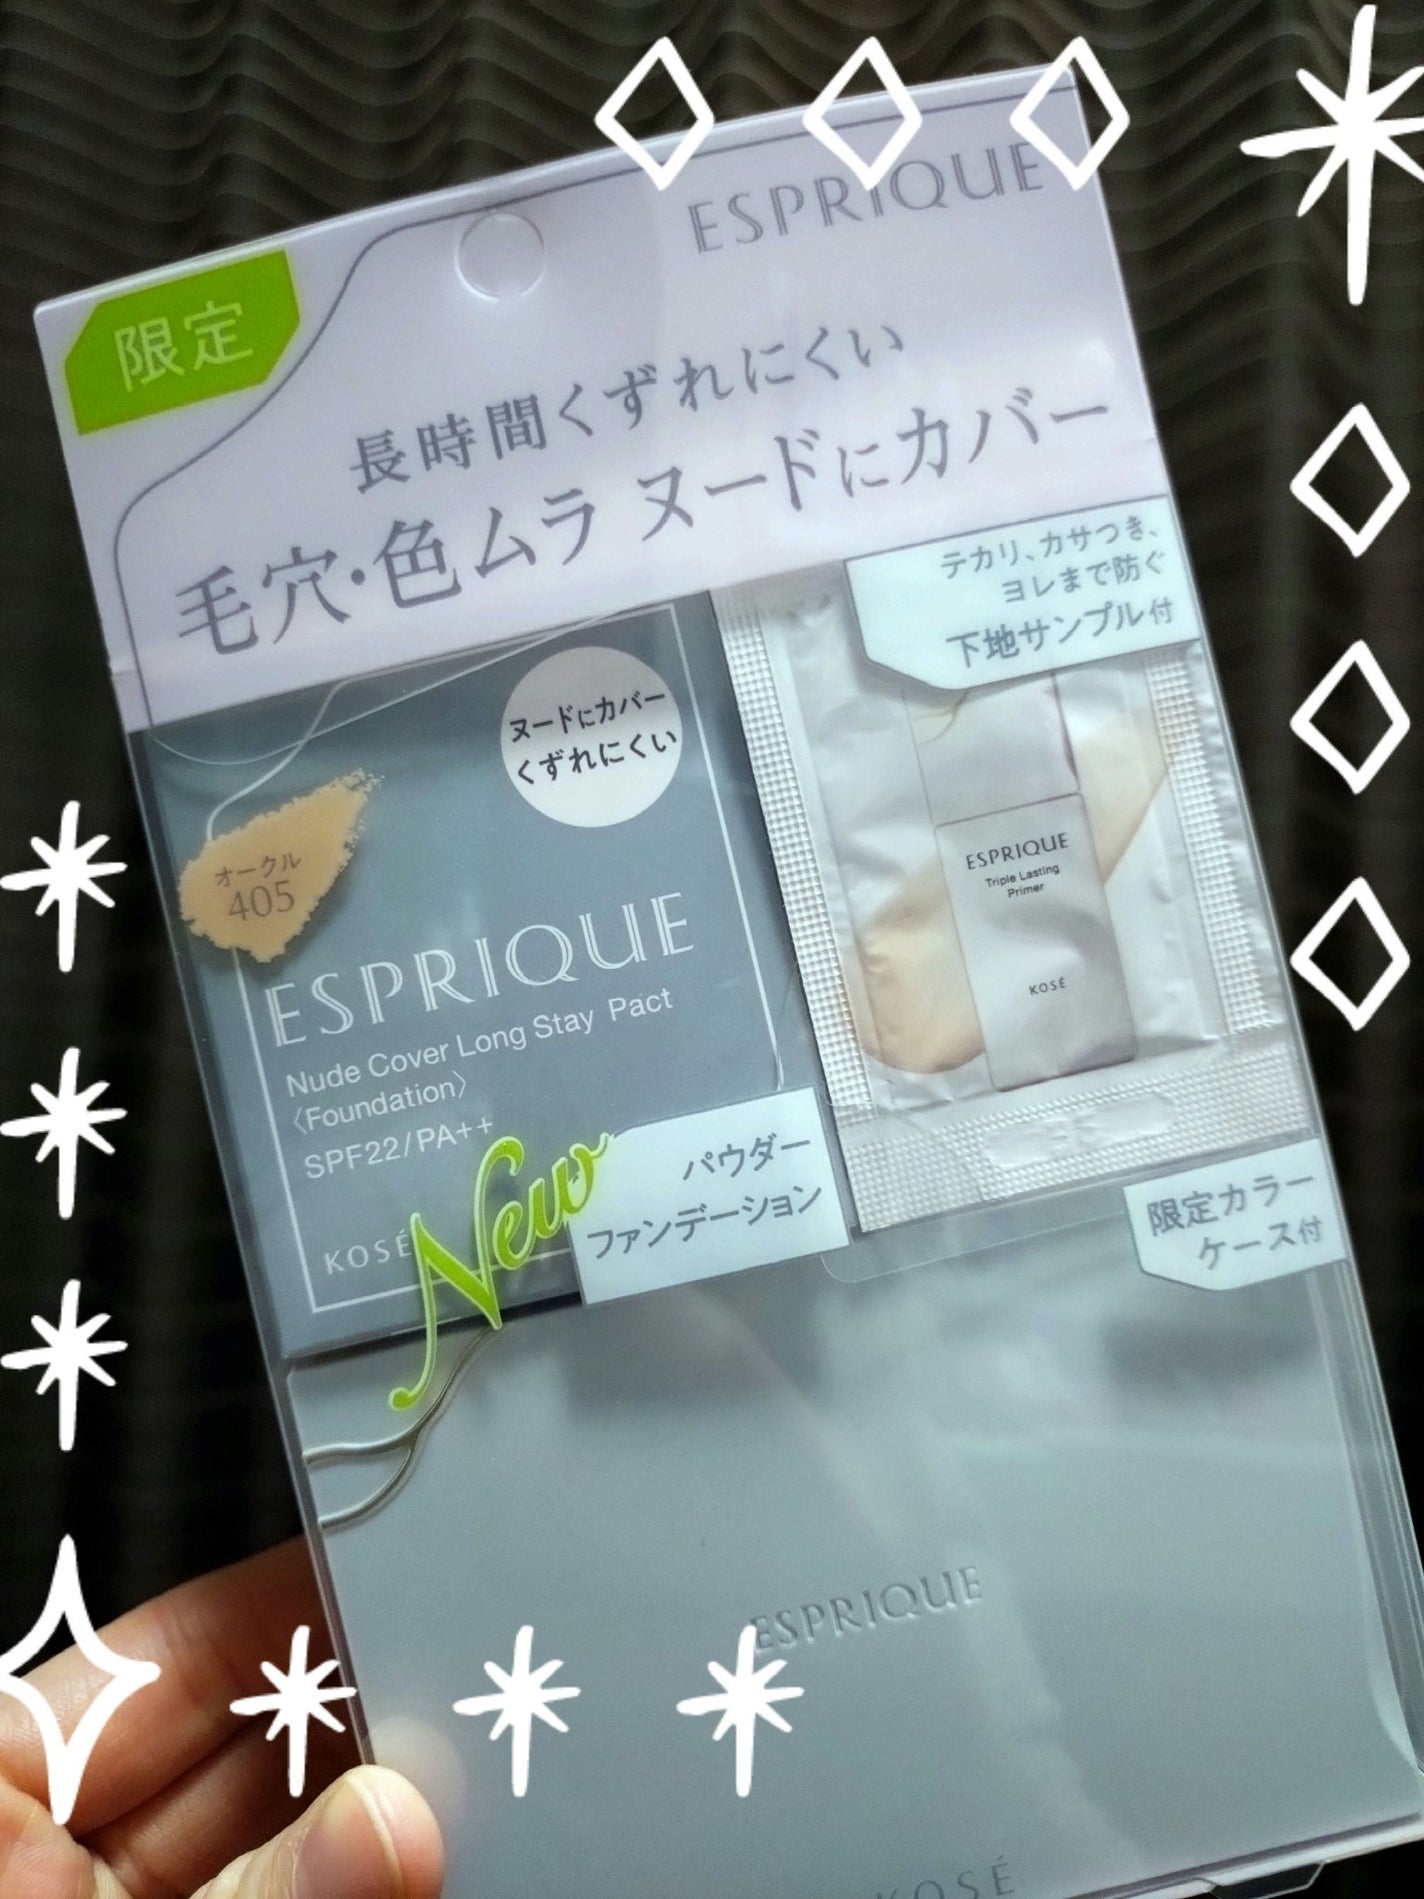 ESPRIQUE
限定
長時間くずれにくい
毛穴・色ムラ ヌードにカバー
テカリ、カサつき、
ヨレまで防ぐ
下地サンプル付
ヌードにカバー
くずれにくい
オークル
405
ESPRIQUE
Nude Cover Long Stay Pact
〈Foundation〉
SPF22/PA++
KOSÉ
New
パウダー
ファンデーション
ESPRIQUE
Triple Lasting
Primer
KOSÉ
限定カラー
ケース付
ESPRIQUE
KOSÉ